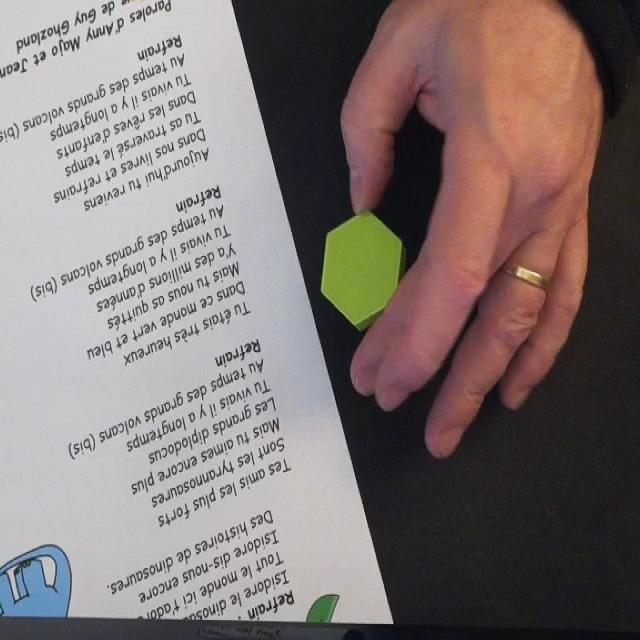 Refrain
Isidore le
Tout le monde ici
Isidore dis-nous encore
Des histoires de dinosaures.
Tes amis les plus forts
Sont les tyrannosaures
Mais tu aimes encore plus
Les grands diplodocus
Tu vivais il y a longtemps
Au temps des grands volcans (bis)
Refrain
Tu étais très heureux
Dans ce monde vert et bleu
Mais tu nous as quittés
Y'a des millions d'années
Tu vivais il y a longtemps
Au temps des grands volcans (bis)
Refrain
Aujourd'hui tu reviens
Dans nos livres et refrains
Tu as traversé le temps
Dans les rêves d'enfants
Tu vivais il y a longtemps
Au temps des grands volcans (bis)
Refrain
Paroles d'Anny Majo et Jean
de Guy Ghozland